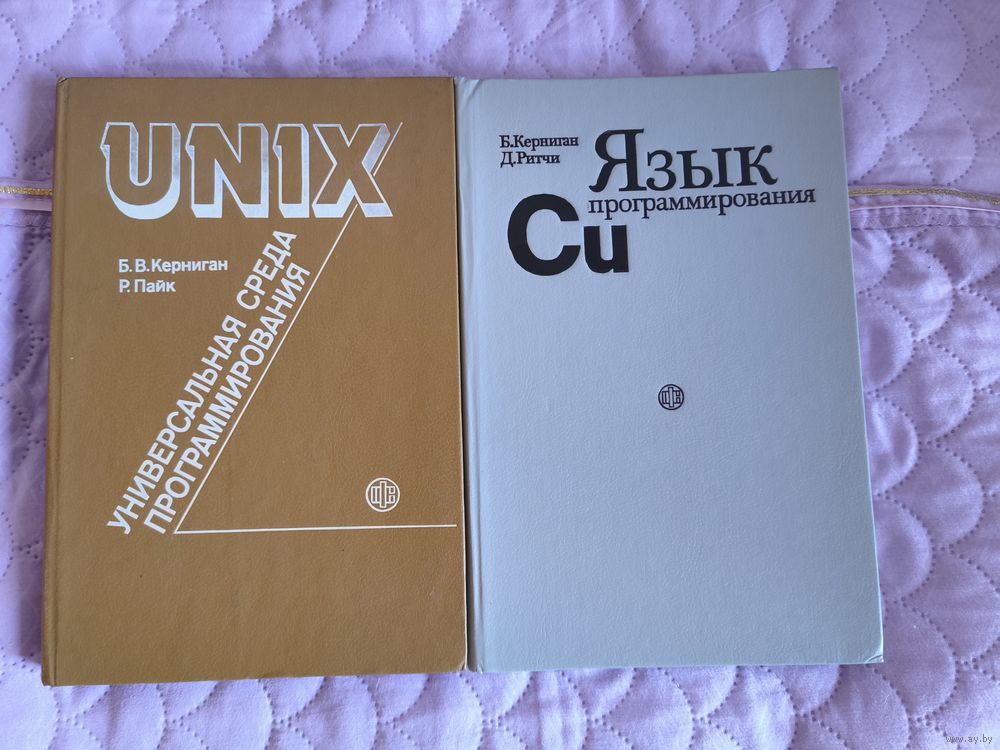 UNIX
Б.В.Керниган
Р.Пайк
УНИВЕРСАЛЬНАЯ СРЕДА
ПРОГРАММИРОВАНИЯ
Б.Керниган
Д.Ритчи
Язык
программирования
Си
www.ay.by